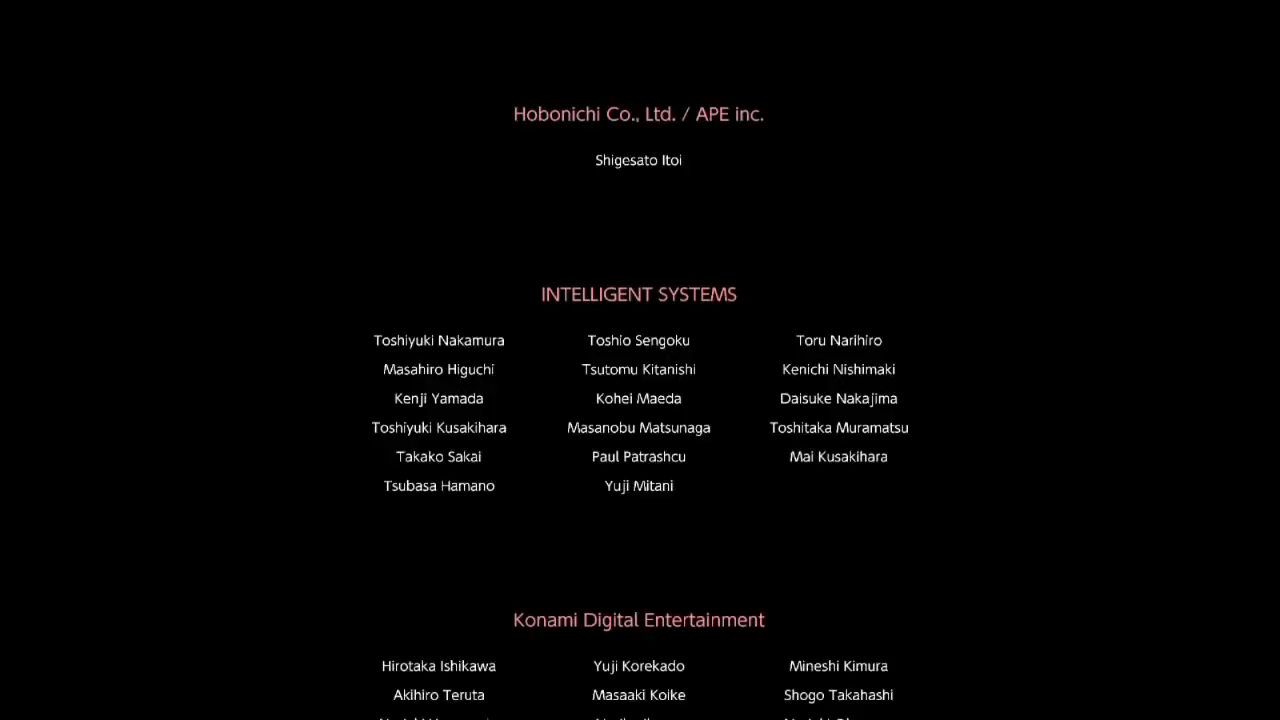 Hobonichi Co., Ltd. / APE inc.
Shigesato Itoi
INTELLIGENT SYSTEMS
Toshiyuki Nakamura Toshio Sengoku Toru Narihiro
Masahiro Higuchi Tsutomu Kitanishi Kenichi Nishimaki
Kenji Yamada Kohei Maeda Daisuke Nakajima
Toshiyuki Kusakihara Masanobu Matsunaga Toshitaka Muramatsu
Takako Sakai Paul Patrashcu Mai Kusakihara
Tsubasa Hamano Yuji Mitani
Konami Digital Entertainment
Hirotaka Ishikawa Yuji Korekado Mineshi Kimura
Akihiro Teruta Masaaki Koike Shogo Takahashi